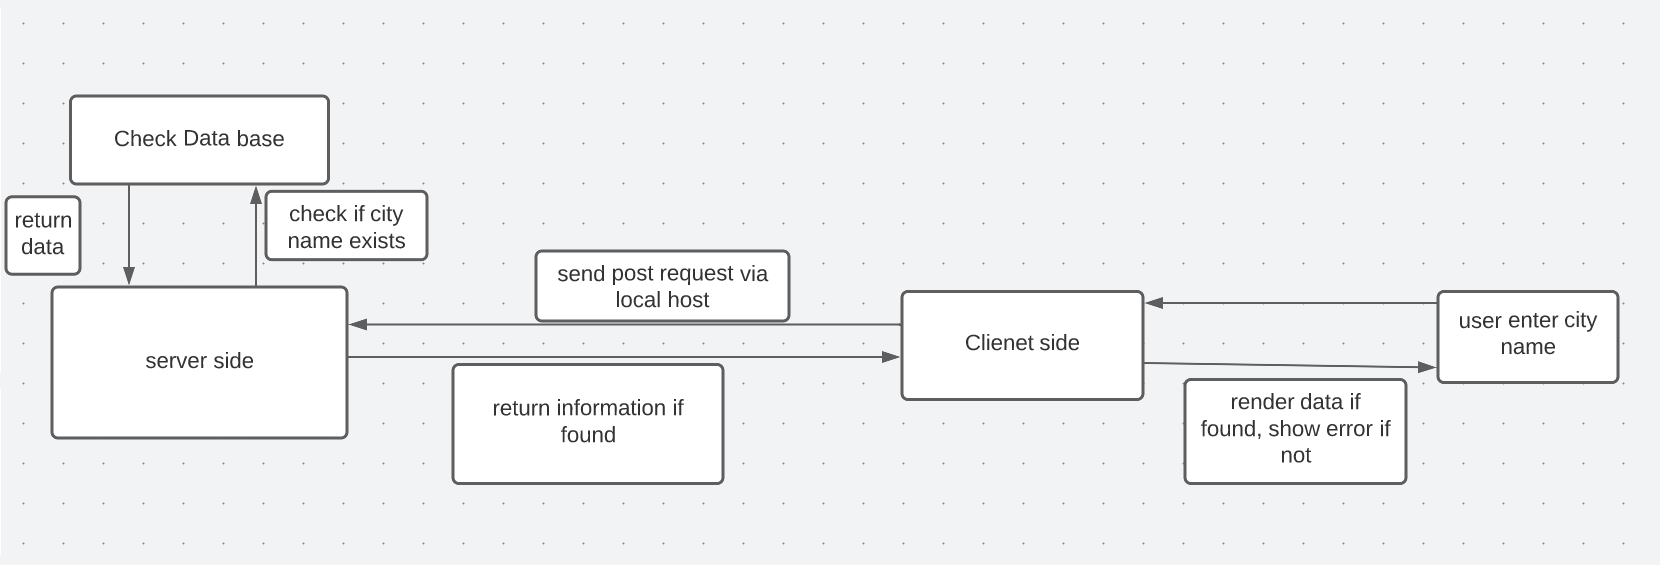 Check Data base
return
data
check if city
name exists
send post request via
local host
server side
Clienet side
user enter city
name
return information if
found
render data if
found, show error if
not